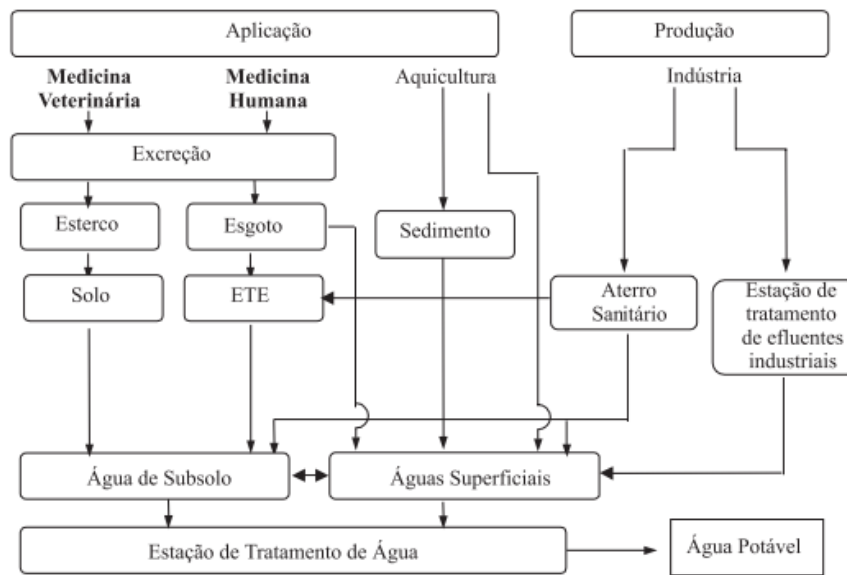 Aplicação
Produção
Medicina
Veterinária
Medicina
Humana
Aquicultura
Indústria
Excreção
Esterco
Esgoto
Sedimento
Solo
ETE
Aterro
Sanitário
Estação de
tratamento
de efluentes
industriais
Água de Subsolo
Águas Superficiais
Estação de Tratamento de Água
Água Potável